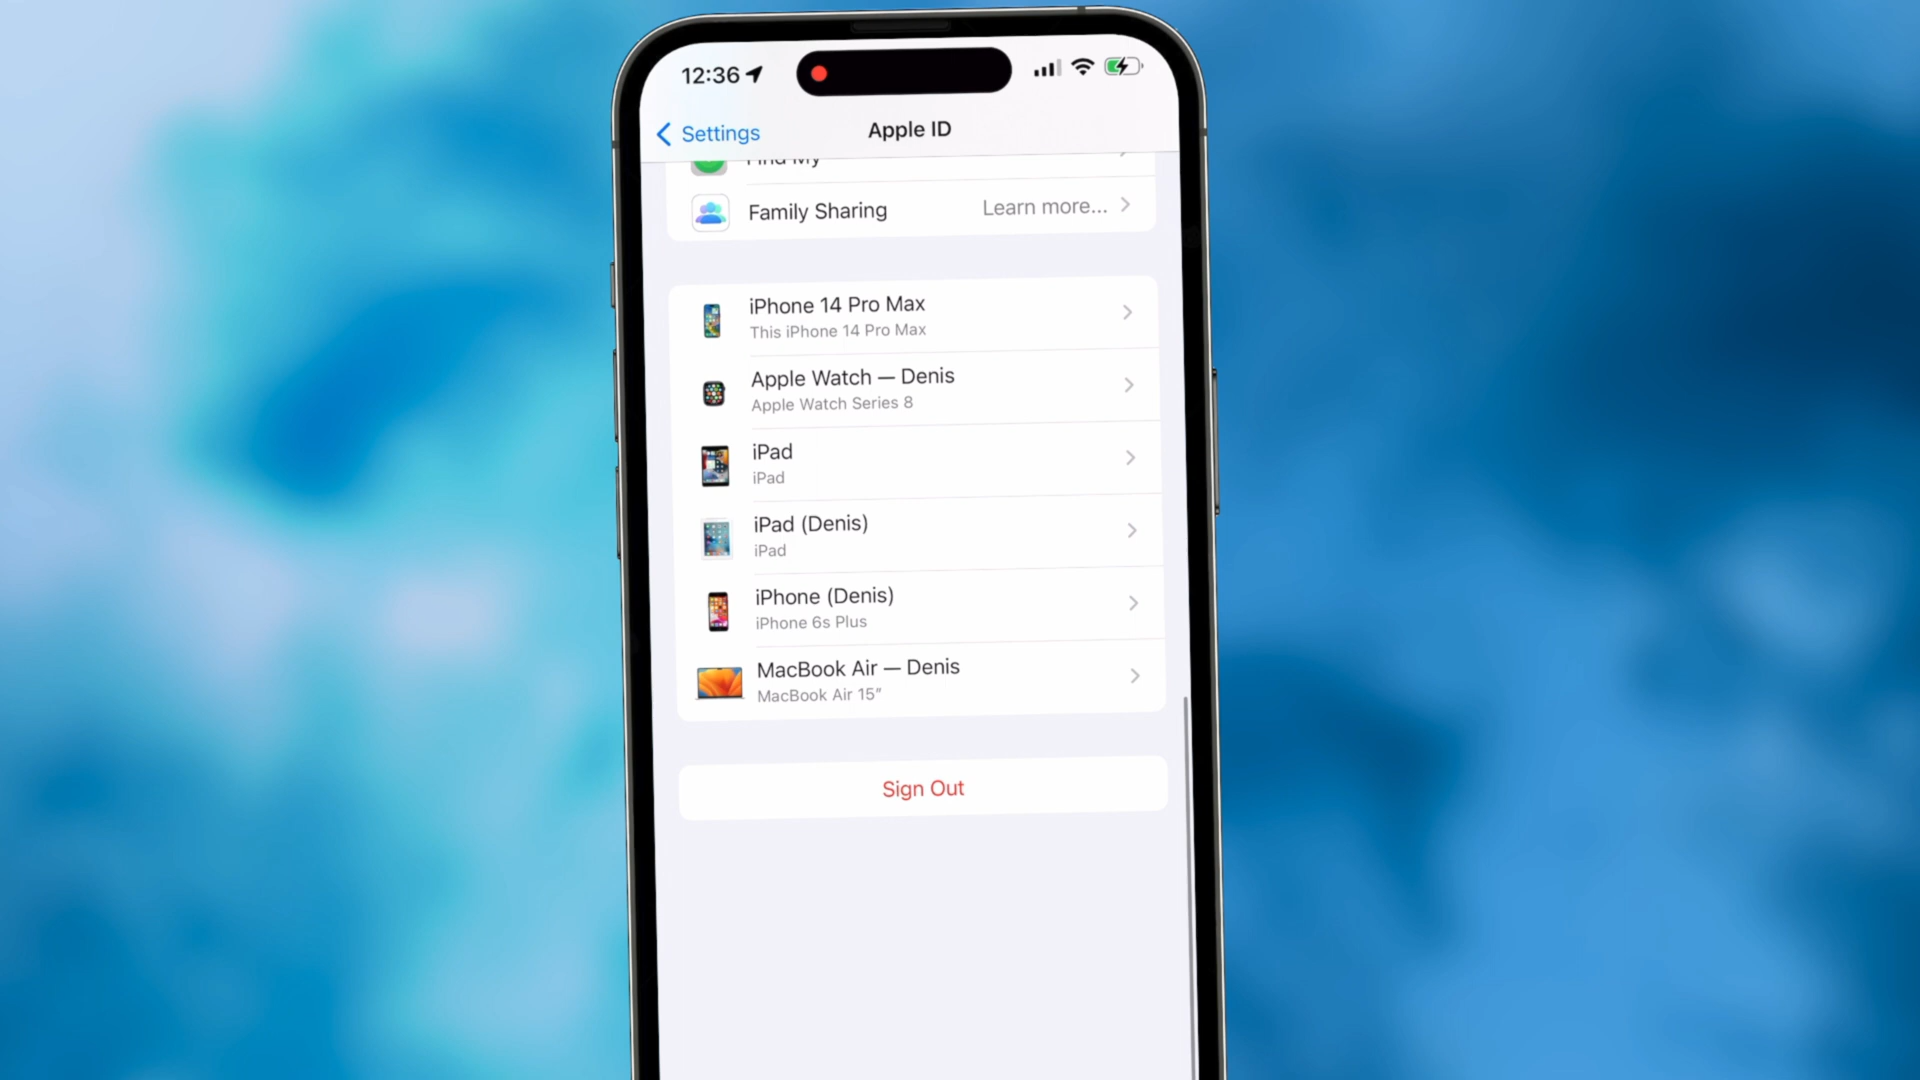 12:36
Settings
Apple ID
Find My
Family Sharing
Learn more...
iPhone 14 Pro Max
This iPhone 14 Pro Max
Apple Watch — Denis
Apple Watch Series 8
iPad
iPad
iPad (Denis)
iPad
iPhone (Denis)
iPhone 6s Plus
MacBook Air — Denis
MacBook Air 15”
Sign Out